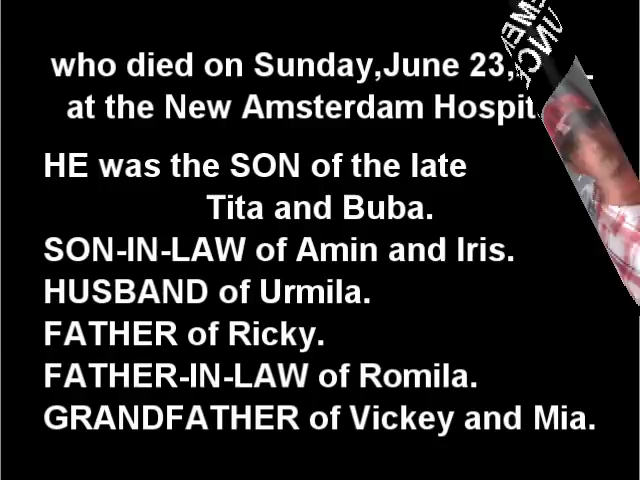 who died on Sunday,June 23,
at the New Amsterdam Hospit
HE was the SON of the late
Tita and Buba.
SON-IN-LAW of Amin and Iris.
HUSBAND of Urmila.
FATHER of Ricky.
FATHER-IN-LAW of Romila.
GRANDFATHER of Vickey and Mia.